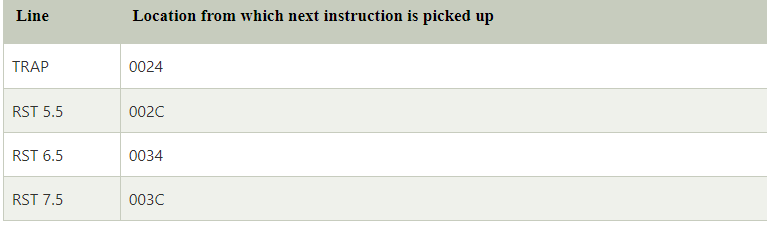 Line Location from which next instruction is picked up
TRAP 0024
RST 5.5 002C
RST 6.5 0034
RST 7.5 003C